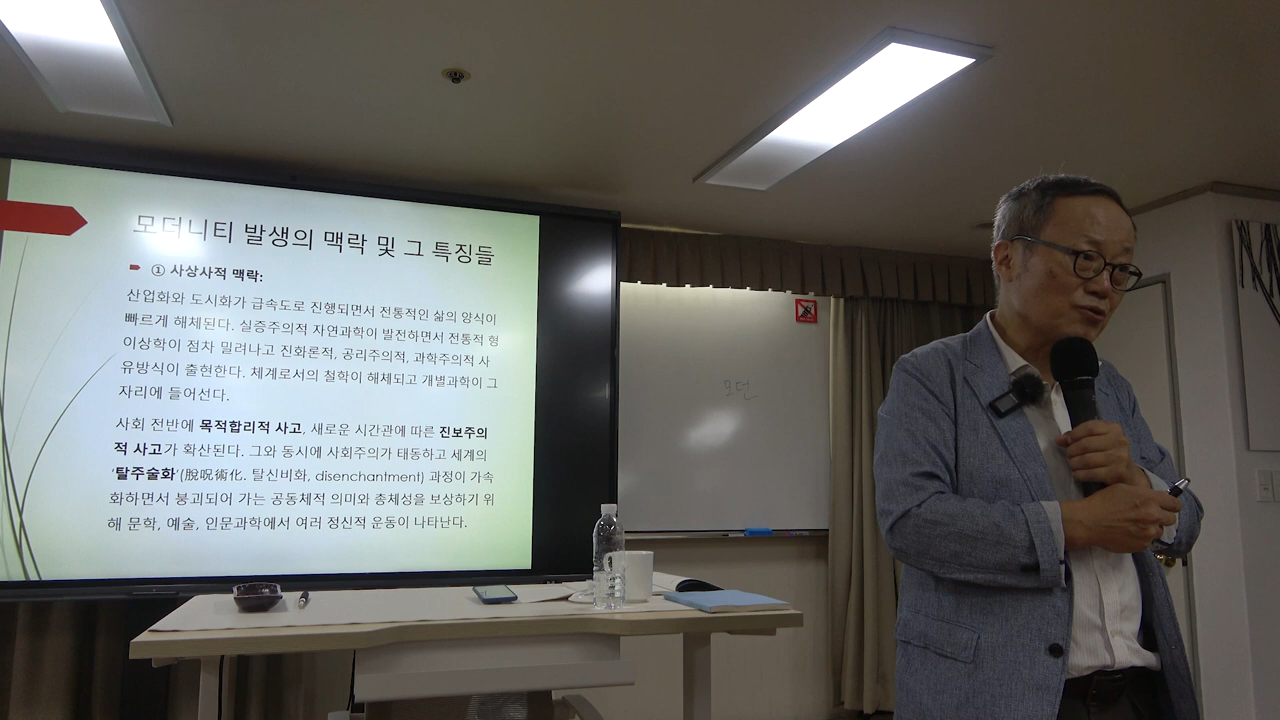 모더니티 발생의 맥락 및 그 특징들
① 사상사적 맥락:
산업화와 도시화가 급속도로 진행되면서 전통적인 삶의 양식이
빠르게 해체된다. 실증주의적 자연과학이 발전하면서 전통적 형
이상학이 점차 밀려나고 진화론적, 공리주의적, 과학주의적 사
유방식이 출현한다. 체계로서의 철학이 해체되고 개별과학이 그
자리에 들어선다.
사회 전반에 목적합리적 사고, 새로운 시간관에 따른 진보주의
적 사고가 확산된다. 그와 동시에 사회주의가 태동하고 세계의
'탈주술화'(脫呪術化. 탈신비화, disenchantment) 과정이 가속
화하면서 붕괴되어 가는 공동체적 의미와 총체성을 보상하기 위
해 문학, 예술, 인문과학에서 여러 정신적 운동이 나타난다.
모던